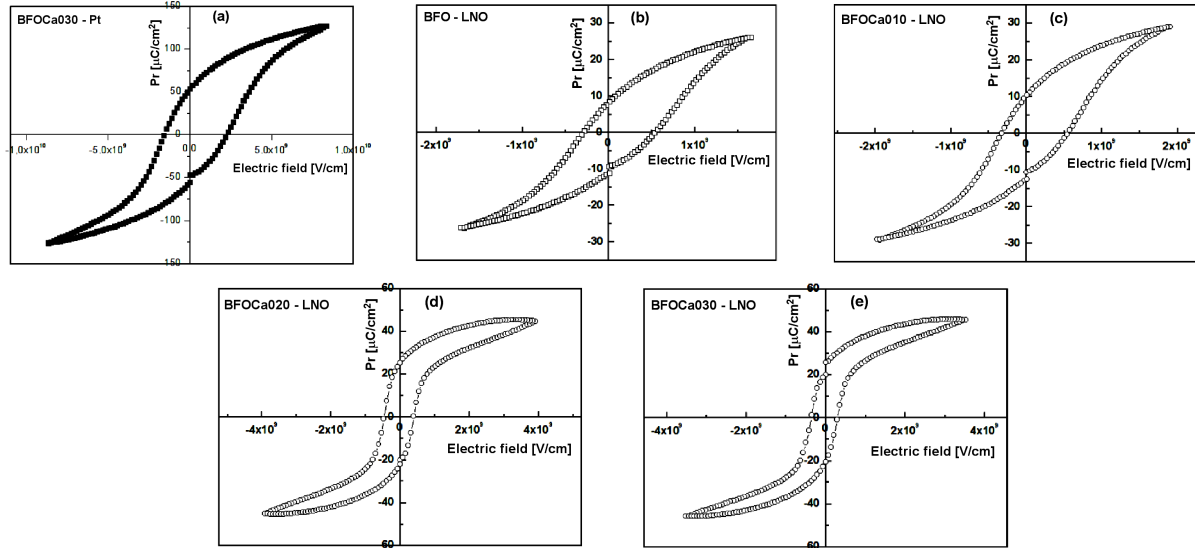 BFOCa030 - Pt
(a)
Pr [μC/cm²]
150
125
100
50
0
-50
-100
-125
150
-1.0x10¹⁰
-5.0x10⁹
0.0
5.0x10⁹
1.0x10¹⁰
Electric field [V/cm]
BFO - LNO
(b)
Pr [μC/cm²]
30
20
10
0
-10
-20
-30
-2x10⁹
-1x10⁹
0
1x10⁹
Electric field [V/cm]
BFOCa010 - LNO
(c)
Pr [μC/cm²]
30
20
10
0
-10
-20
-30
-2x10⁹
-1x10⁹
0
1x10⁹
2x10⁹
Electric field [V/cm]
BFOCa020 - LNO
(d)
Pr [μC/cm²]
60
40
20
0
-20
-40
-60
-4x10⁹
-2x10⁹
0
2x10⁹
4x10⁹
Electric field [V/cm]
BFOCa030 - LNO
(e)
Pr [μC/cm²]
60
40
20
0
-20
-40
-60
-4x10⁹
-2x10⁹
0
2x10⁹
4x10⁹
Electric field [V/cm]